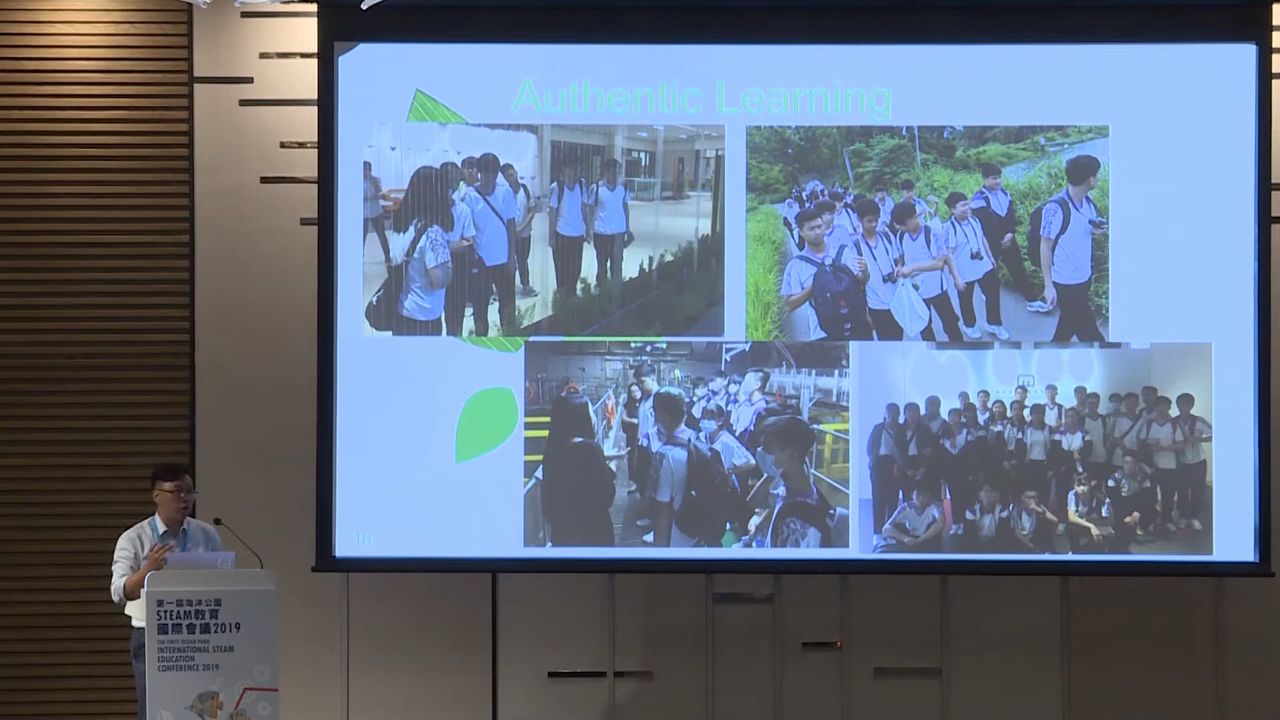 Authentic Learning
第一屆海洋公園
STEAM教育
國際會議2019
THE FIRST OCEAN PARK
INTERNATIONAL STEAM
EDUCATION
CONFERENCE 2019